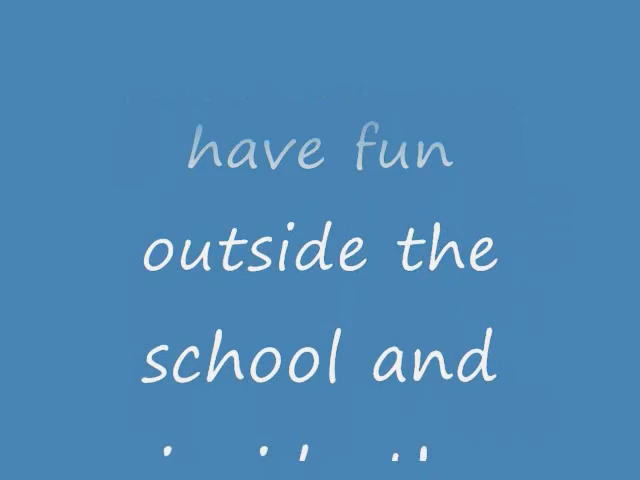 have fun
outside the
school and